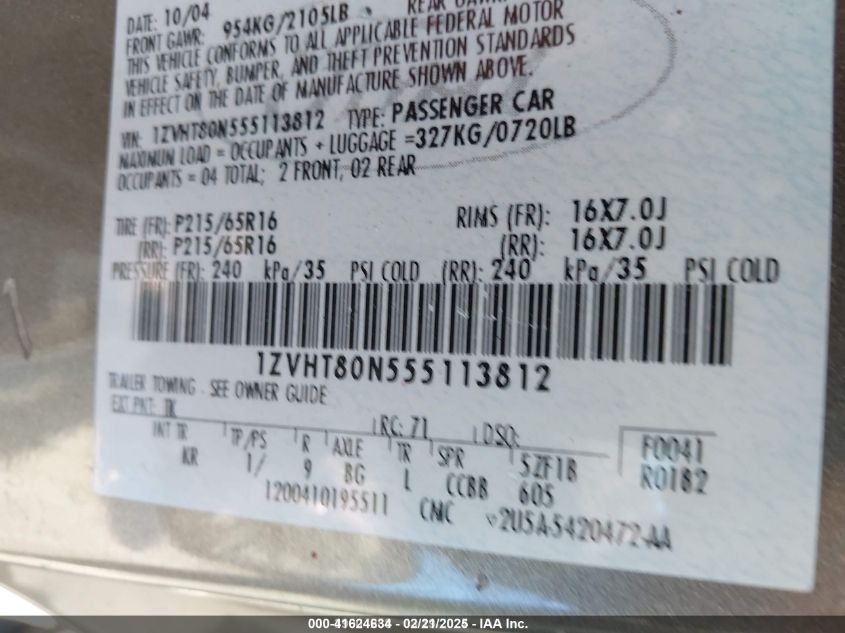 DATE: 10/04
FRONT GAWR: 954KG/2105LB REAR
THIS VEHICLE CONFORMS TO ALL APPLICABLE FEDERAL MOTOR
VEHICLE SAFETY, BUMPER, AND THEFT PREVENTION STANDARDS
IN EFFECT ON THE DATE OF MANUFACTURE SHOWN ABOVE.
VIN: 1ZVHT80N555113812 TYPE: PASSENGER CAR
MAXIMUM LOAD = OCCUPANTS + LUGGAGE =327KG/0720LB
OCCUPANTS = 04 TOTAL; 2 FRONT, 02 REAR
TIRE (FR): P215/65R16 RIMS (FR): 16X7.0J
(RR): P215/65R16 (RR): 16X7.0J
PRESSURE (FR): 240 kPa/35 PSI COLD (RR): 240 kPa/35 PSI COLD
1ZVHT80N555113812
TRAILER TOWING - SEE OWNER GUIDE
EXT PNT: TK RC: 71 DSO:
INT TR TP/PS R AXLE TR SPR 5ZF1B F0041
KR 1/ 9 BG L CCBB 605 R0182
1200410195511 CMC 2U5A-5420472-AA
000-41624634 - 02/21/2025 - IAA Inc.